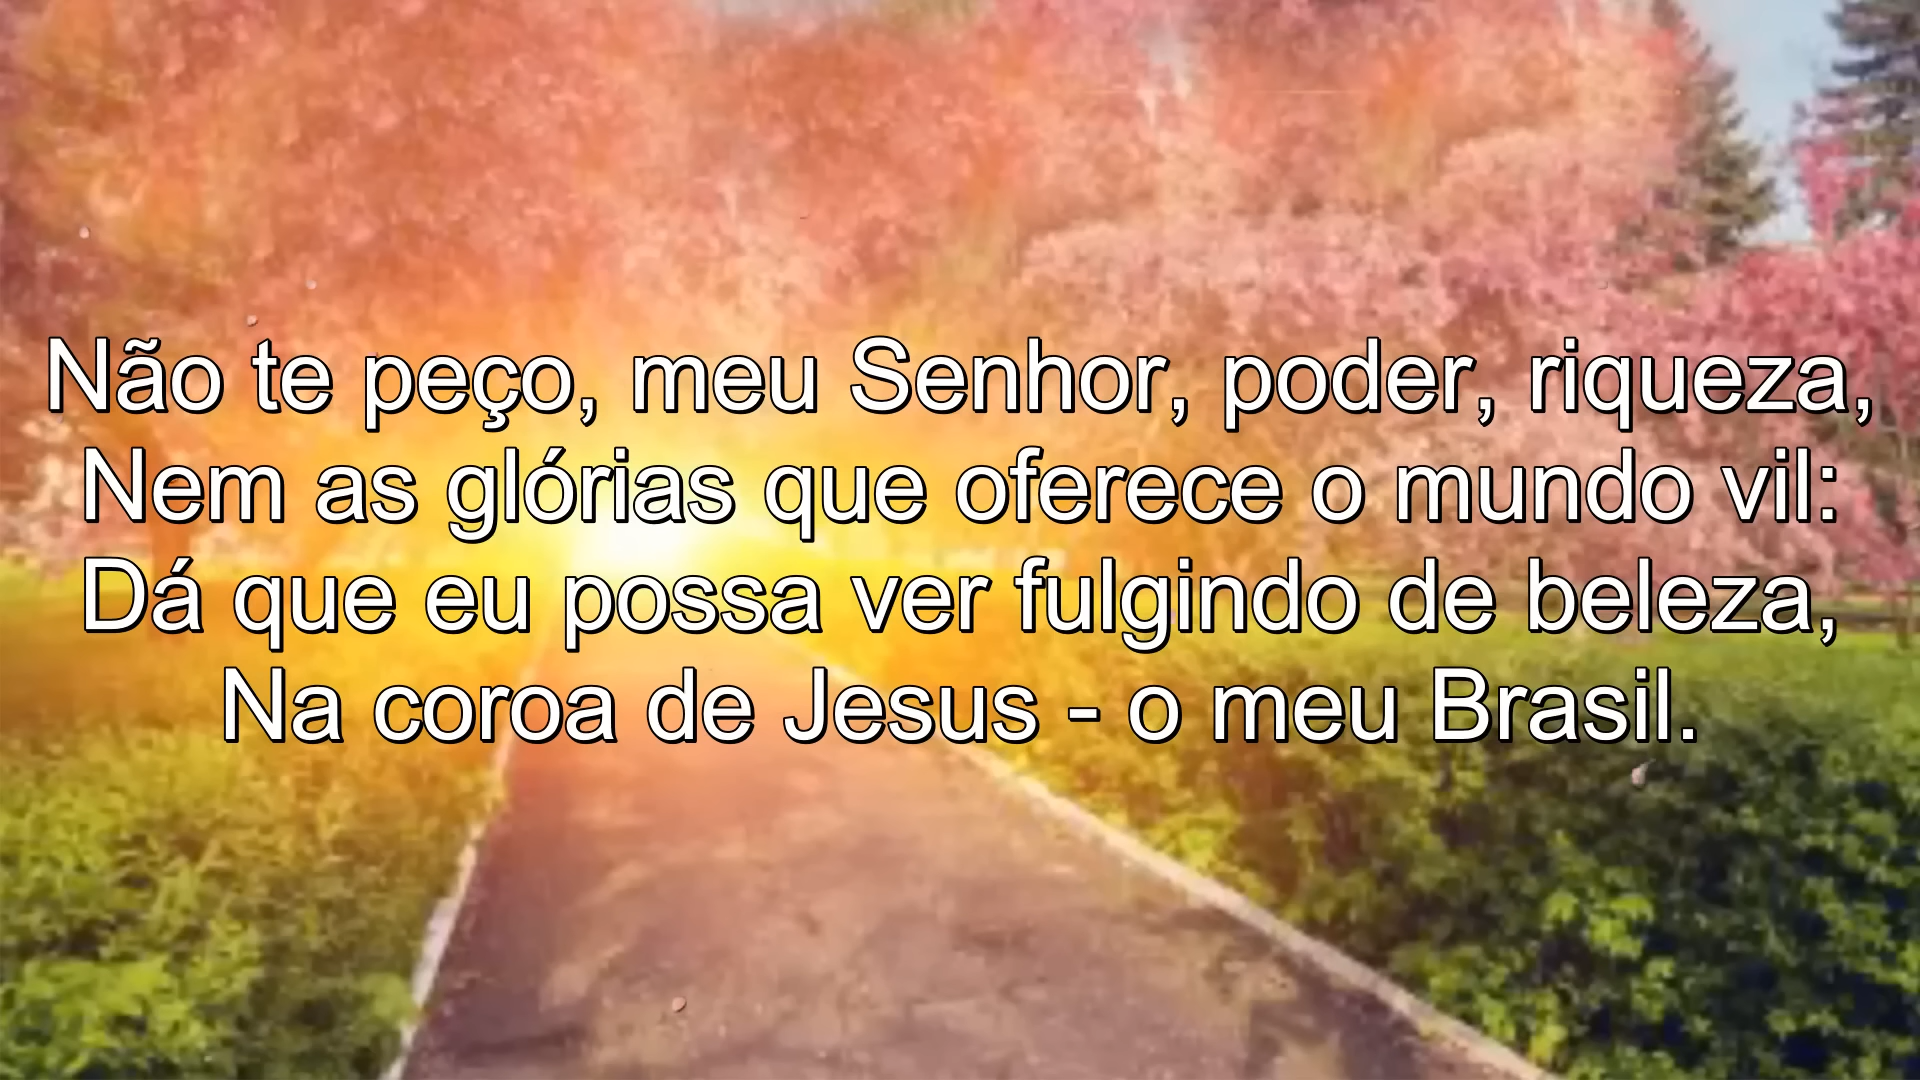 Não te peço, meu Senhor, poder, riqueza,
Nem as glórias que oferece o mundo vil:
Dá que eu possa ver fulgindo de beleza,
Na coroa de Jesus - o meu Brasil.